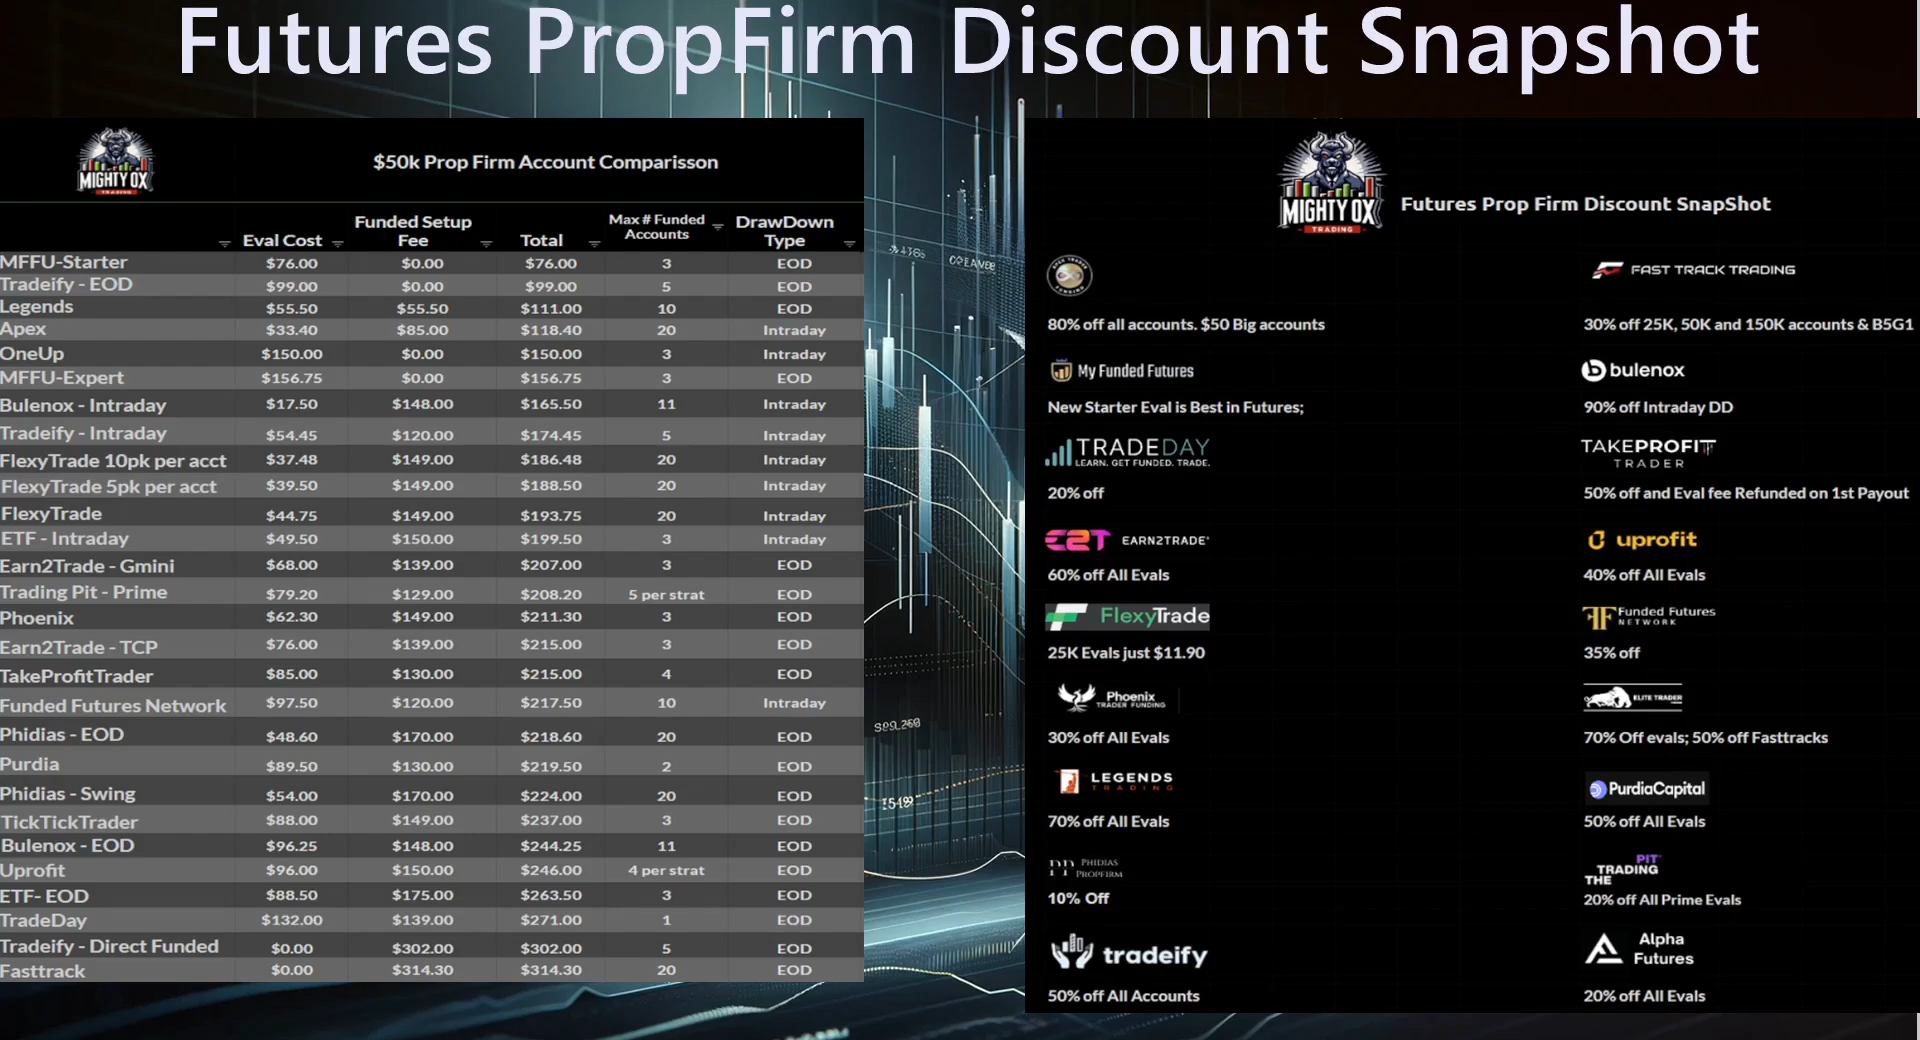 Futures PropFirm Discount Snapshot
MIGHTY OX
TRADING
$50k Prop Firm Account Comparisson
Eval Cost
Funded Setup Fee
Total
Max # Funded Accounts
DrawDown Type
MFFU-Starter $76.00 $0.00 $76.00 3 EOD
Tradeify - EOD $99.00 $0.00 $99.00 5 EOD
Legends $55.50 $55.50 $111.00 10 EOD
Apex $33.40 $85.00 $118.40 20 Intraday
OneUp $150.00 $0.00 $150.00 3 Intraday
MFFU-Expert $156.75 $0.00 $156.75 3 EOD
Bulenox - Intraday $17.50 $148.00 $165.50 11 Intraday
Tradeify - Intraday $54.45 $120.00 $174.45 5 Intraday
FlexyTrade 10pk per acct $37.48 $149.00 $186.48 20 Intraday
FlexyTrade 5pk per acct $39.50 $149.00 $188.50 20 Intraday
FlexyTrade $44.75 $149.00 $193.75 20 Intraday
ETF - Intraday $49.50 $150.00 $199.50 3 Intraday
Earn2Trade - Gmini $68.00 $139.00 $207.00 3 EOD
Trading Pit - Prime $79.20 $129.00 $208.20 5 per strat EOD
Phoenix $62.30 $149.00 $211.30 3 EOD
Earn2Trade - TCP $76.00 $139.00 $215.00 3 EOD
TakeProfitTrader $85.00 $130.00 $215.00 4 EOD
Funded Futures Network $97.50 $120.00 $217.50 10 Intraday
Phidias - EOD $48.60 $170.00 $218.60 20 EOD
Purdia $89.50 $130.00 $219.50 2 EOD
Phidias - Swing $54.00 $170.00 $224.00 20 EOD
TickTickTrader $88.00 $149.00 $237.00 3 EOD
Bulenox - EOD $96.25 $148.00 $244.25 11 EOD
Uprofit $96.00 $150.00 $246.00 4 per strat EOD
ETF- EOD $88.50 $175.00 $263.50 3 EOD
TradeDay $132.00 $139.00 $271.00 1 EOD
Tradeify - Direct Funded $0.00 $302.00 $302.00 5 EOD
Fasttrack $0.00 $314.30 $314.30 20 EOD
MIGHTY OX
TRADING
Futures Prop Firm Discount SnapShot
APEX TRADER FUNDING
FAST TRACK TRADING
80% off all accounts. $50 Big accounts
30% off 25K, 50K and 150K accounts & B5G1
My Funded Futures
bulenox
New Starter Eval is Best in Futures;
90% off Intraday DD
TRADEDAY
LEARN. GET FUNDED. TRADE.
TAKEPROFIT
TRADER
20% off
50% off and Eval fee Refunded on 1st Payout
E2T EARN2TRADE
uprofit
60% off All Evals
40% off All Evals
FlexyTrade
Funded Futures
NETWORK
25K Evals just $11.90
35% off
Phoenix
TRADER FUNDING
ELITE TRADER
30% off All Evals
70% Off evals; 50% off Fasttracks
LEGENDS
TRADING
PurdiaCapital
70% off All Evals
50% off All Evals
PHIDIAS
PROPFIRM
THE
TRADING
PIT
10% Off
20% off All Prime Evals
tradeify
Alpha
Futures
50% off All Accounts
20% off All Evals